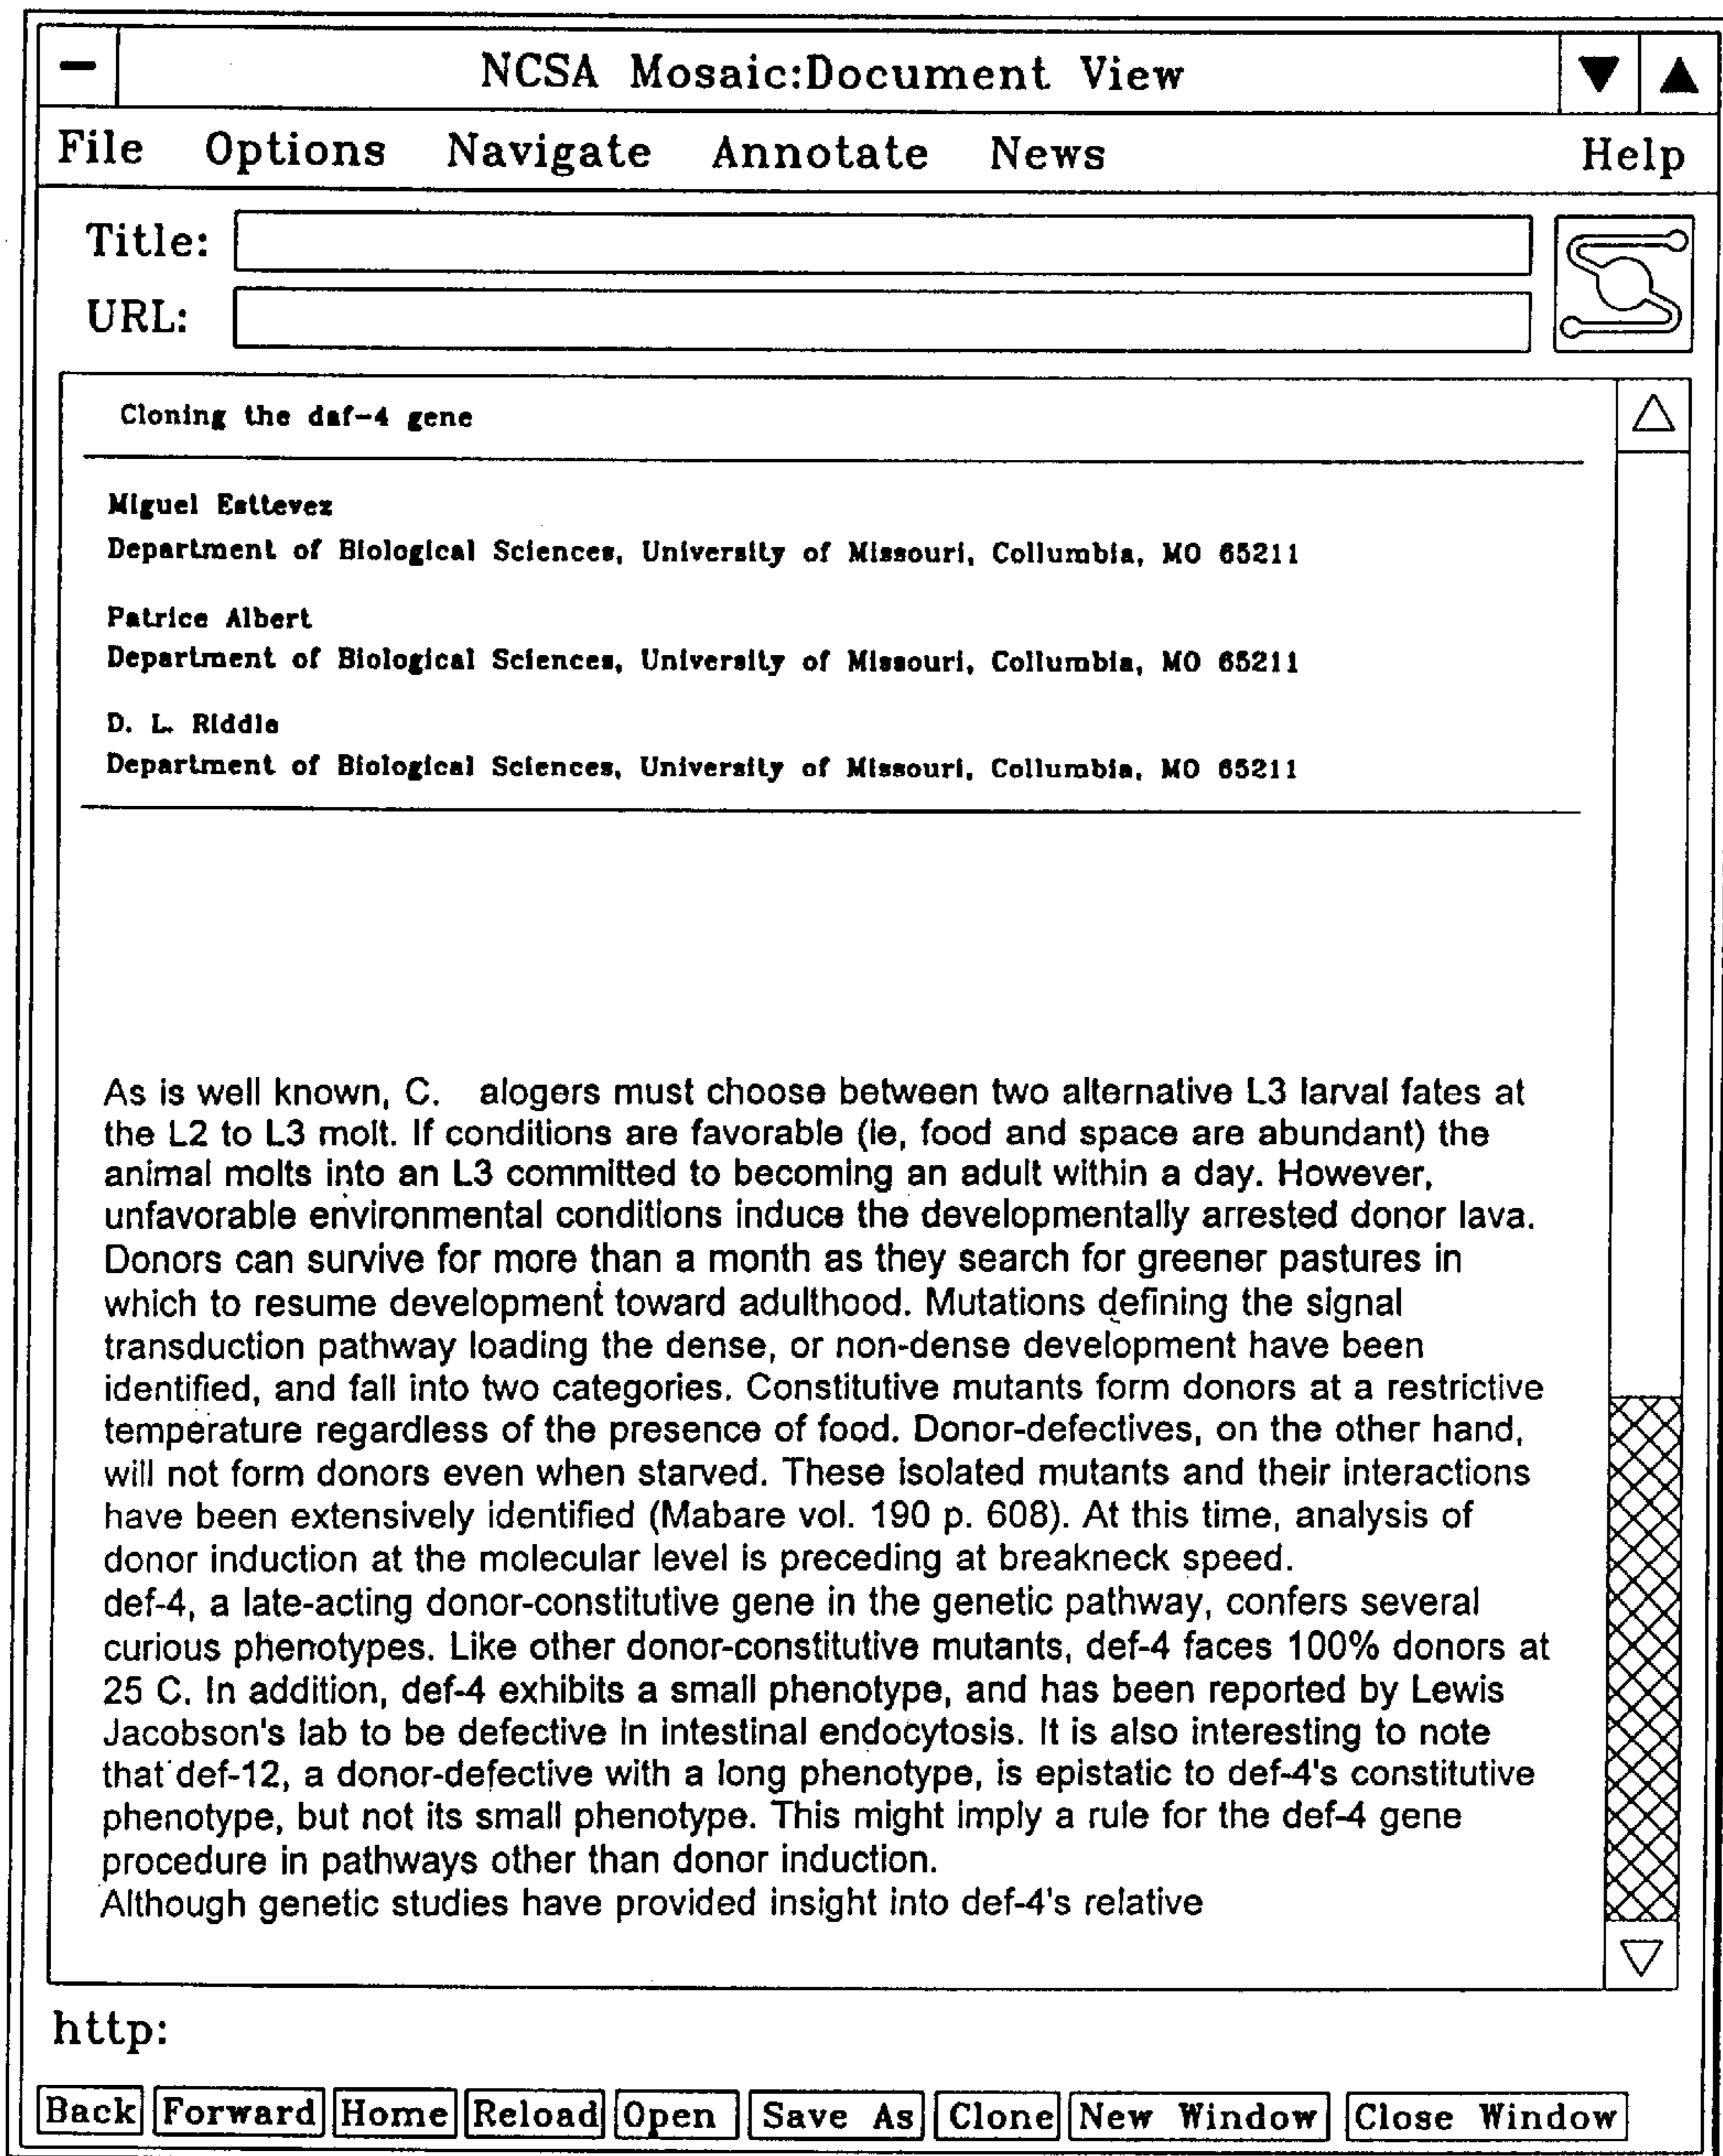 NCSA Mosaic:Document View
File Options Navigate Annotate News Help
Title:
URL:
Cloning the daf-4 gene
Miguel Esttevez
Department of Biological Sciences, University of Missouri, Collumbia, MO 65211
Patrice Albert
Department of Biological Sciences, University of Missouri, Collumbia, MO 65211
D. L. Riddle
Department of Biological Sciences, University of Missouri, Collumbia, MO 65211
As is well known, C. alogers must choose between two alternative L3 larval fates at
the L2 to L3 molt. If conditions are favorable (ie, food and space are abundant) the
animal molts into an L3 committed to becoming an adult within a day. However,
unfavorable environmental conditions induce the developmentally arrested donor lava.
Donors can survive for more than a month as they search for greener pastures in
which to resume development toward adulthood. Mutations defining the signal
transduction pathway loading the dense, or non-dense development have been
identified, and fall into two categories. Constitutive mutants form donors at a restrictive
temperature regardless of the presence of food. Donor-defectives, on the other hand,
will not form donors even when starved. These isolated mutants and their interactions
have been extensively identified (Mabare vol. 190 p. 608). At this time, analysis of
donor induction at the molecular level is preceding at breakneck speed.
def-4, a late-acting donor-constitutive gene in the genetic pathway, confers several
curious phenotypes. Like other donor-constitutive mutants, def-4 faces 100% donors at
25 C. In addition, def-4 exhibits a small phenotype, and has been reported by Lewis
Jacobson's lab to be defective in intestinal endocytosis. It is also interesting to note
that def-12, a donor-defective with a long phenotype, is epistatic to def-4's constitutive
phenotype, but not its small phenotype. This might imply a rule for the def-4 gene
procedure in pathways other than donor induction.
Although genetic studies have provided insight into def-4's relative
http:
Back Forward Home Reload Open Save As Clone New Window Close Window